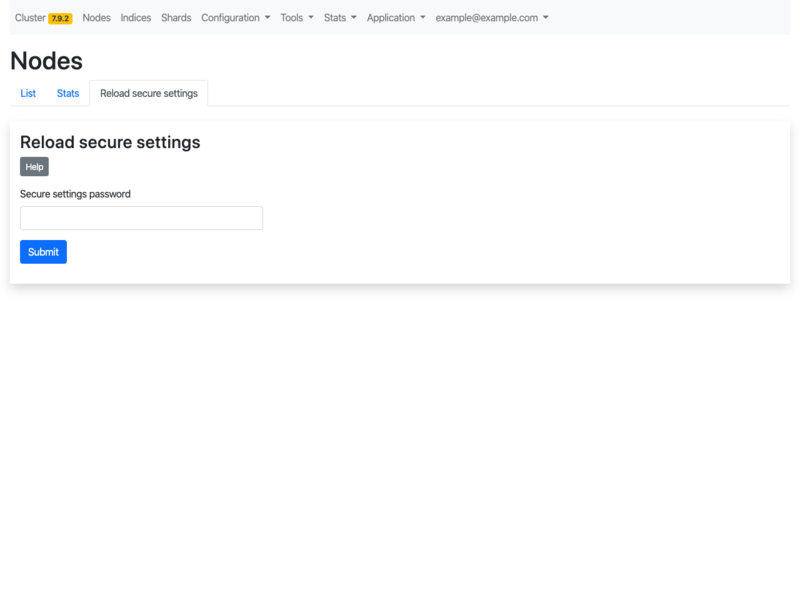 Cluster 7.9.2 Nodes Indices Shards Configuration Tools Stats Application example@example.com
Nodes
List Stats Reload secure settings
Reload secure settings
Help
Secure settings password
Submit